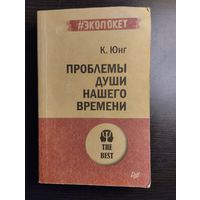 #ЭКОПОКЕТ
К. Юнг
ПРОБЛЕМЫ
ДУШИ
НАШЕГО
ВРЕМЕНИ
THE
BEST